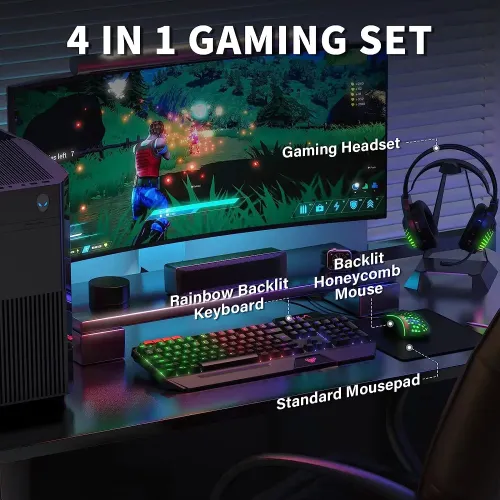 4 IN 1 GAMING SET
Gaming Headset
Backlit
Honeycomb
Mouse
Rainbow Backlit
Keyboard
Standard Mousepad